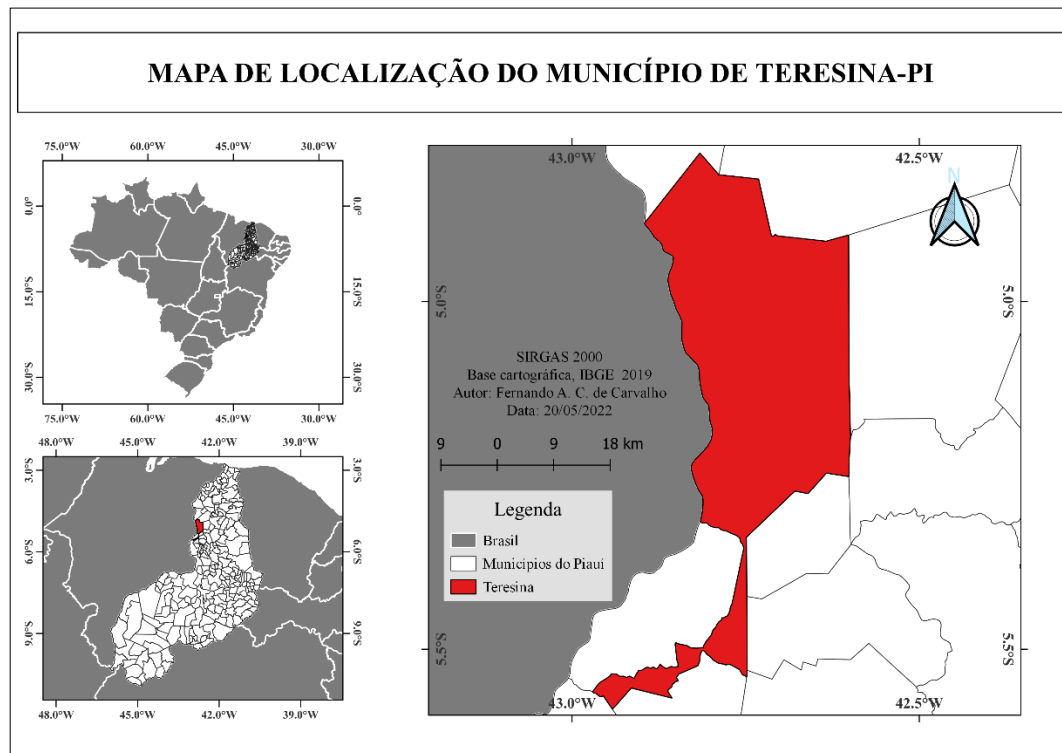 MAPA DE LOCALIZAÇÃO DO MUNICÍPIO DE TERESINA-PI
75.0°W 60.0°W 45.0°W 30.0°W
0.0°
0.0°
15.0°S
15.0°S
30.0°S
30.0°S
75.0°W 60.0°W 45.0°W 30.0°W
48.0°W 45.0°W 42.0°W 39.0°W
3.0°S
3.0°S
6.0°S
6.0°S
9.0°S
9.0°S
48.0°W 45.0°W 42.0°W 39.0°W
43.0°W 42.5°W
N
5.0°S
5.0°S
SIRGAS 2000
Base cartográfica, IBGE 2019
Autor: Fernando A. C. de Carvalho
Data: 20/05/2022
9 0 9 18 km
Legenda
Brasil
Municipios do Piauí
Teresina
5.5°S
5.5°S
43.0°W 42.5°W